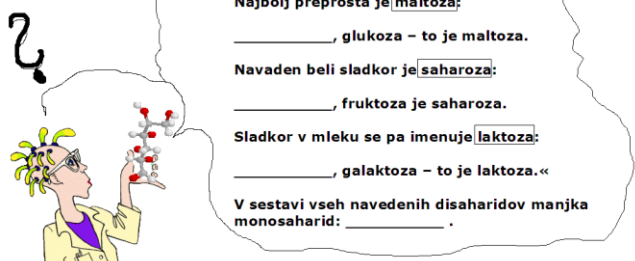 Najbolj preprosta je maltoza:
____________, glukoza – to je maltoza.
Navaden beli sladkor je saharoza:
____________, fruktoza je saharoza.
Sladkor v mleku se pa imenuje laktoza:
____________, galaktoza – to je laktoza.«
V sestavi vseh navedenih disaharidov manjka
monosaharid: ____________ .